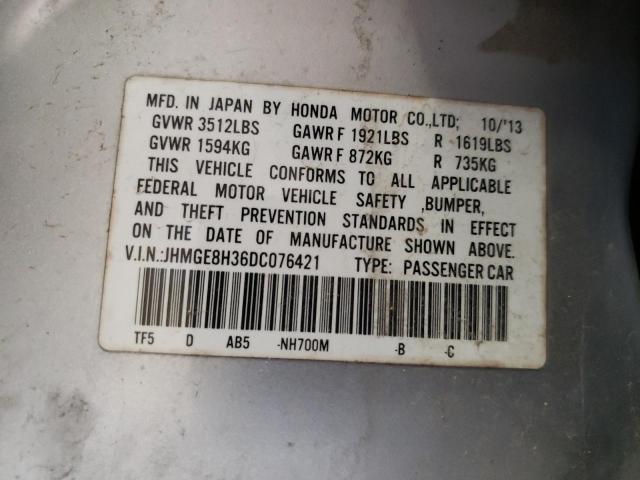 MFD. IN JAPAN BY HONDA MOTOR CO.,LTD; 10/'13
GVWR 3512LBS GAWR F 1921LBS R 1619LBS
GVWR 1594KG GAWR F 872KG R 735KG
THIS VEHICLE CONFORMS TO ALL APPLICABLE
FEDERAL MOTOR VEHICLE SAFETY ,BUMPER,
AND THEFT PREVENTION STANDARDS IN EFFECT
ON THE DATE OF MANUFACTURE SHOWN ABOVE.
V.I.N.:JHMGE8H36DC076421 TYPE: PASSENGER CAR
TF5 D AB5 -NH700M -B -C